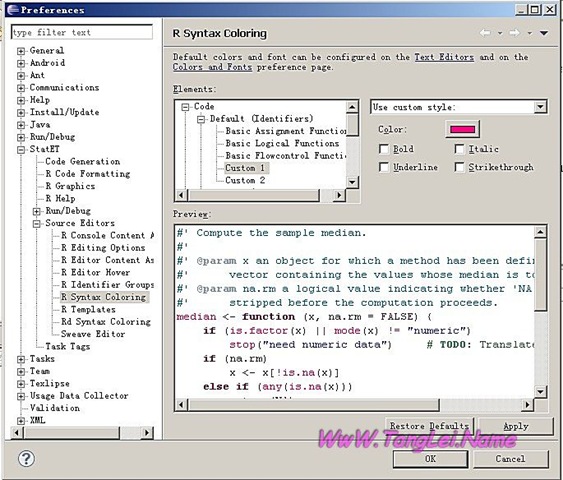 Preferences
type filter text
General
Android
Ant
Communications
Help
Install/Update
Java
Run/Debug
StatET
Code Generation
R Code Formatting
R Graphics
R Help
Run/Debug
Source Editors
R Console Content A
R Editing Options
R Editor Content As
R Editor Hover
R Identifier Groups
R Syntax Coloring
R Templates
Rd Syntax Coloring
Sweave Editor
Task Tags
Tasks
Team
Texlipse
Usage Data Collector
Validation
XML
R Syntax Coloring
Default colors and font can be configured on the Text Editors and on the
Colors and Fonts preference page.
Elements:
Code
Default (Identifiers)
Basic Assignment Function
Basic Logical Functions
Basic Flowcontrol Functi
Custom 1
Custom 2
Use custom style:
Color:
Bold
Italic
Underline
Strikethrough
Preview:
#' Compute the sample median.
#'
#' @param x an object for which a method has been defin
#' vector containing the values whose median is to
#' @param na.rm a logical value indicating whether 'NA
#' stripped before the computation proceeds.
median <- function (x, na.rm = FALSE) {
if (is.factor(x) || mode(x) != "numeric")
stop("need numeric data") # TODO: Translate
if (na.rm)
x <- x[!is.na(x)]
else if (any(is.na(x)))
Restore Defaults
Apply
WwW.TangLei.Name
OK
Cancel